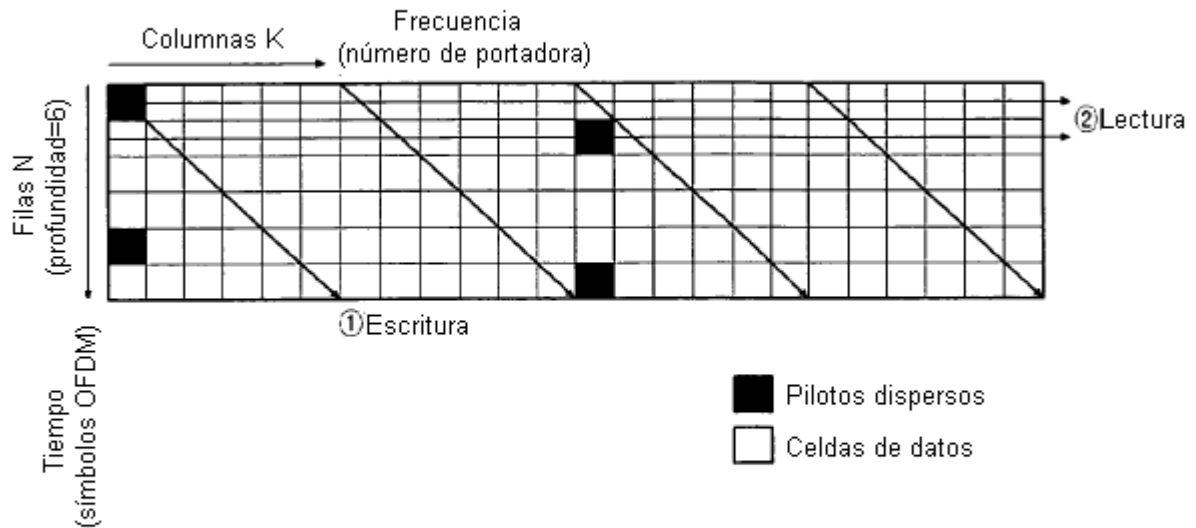 Columnas K
Frecuencia
(número de portadora)
Filas N
(profundidad=6)
②Lectura
①Escritura
Tiempo
(símbolos OFDM)
Pilotos dispersos
Celdas de datos